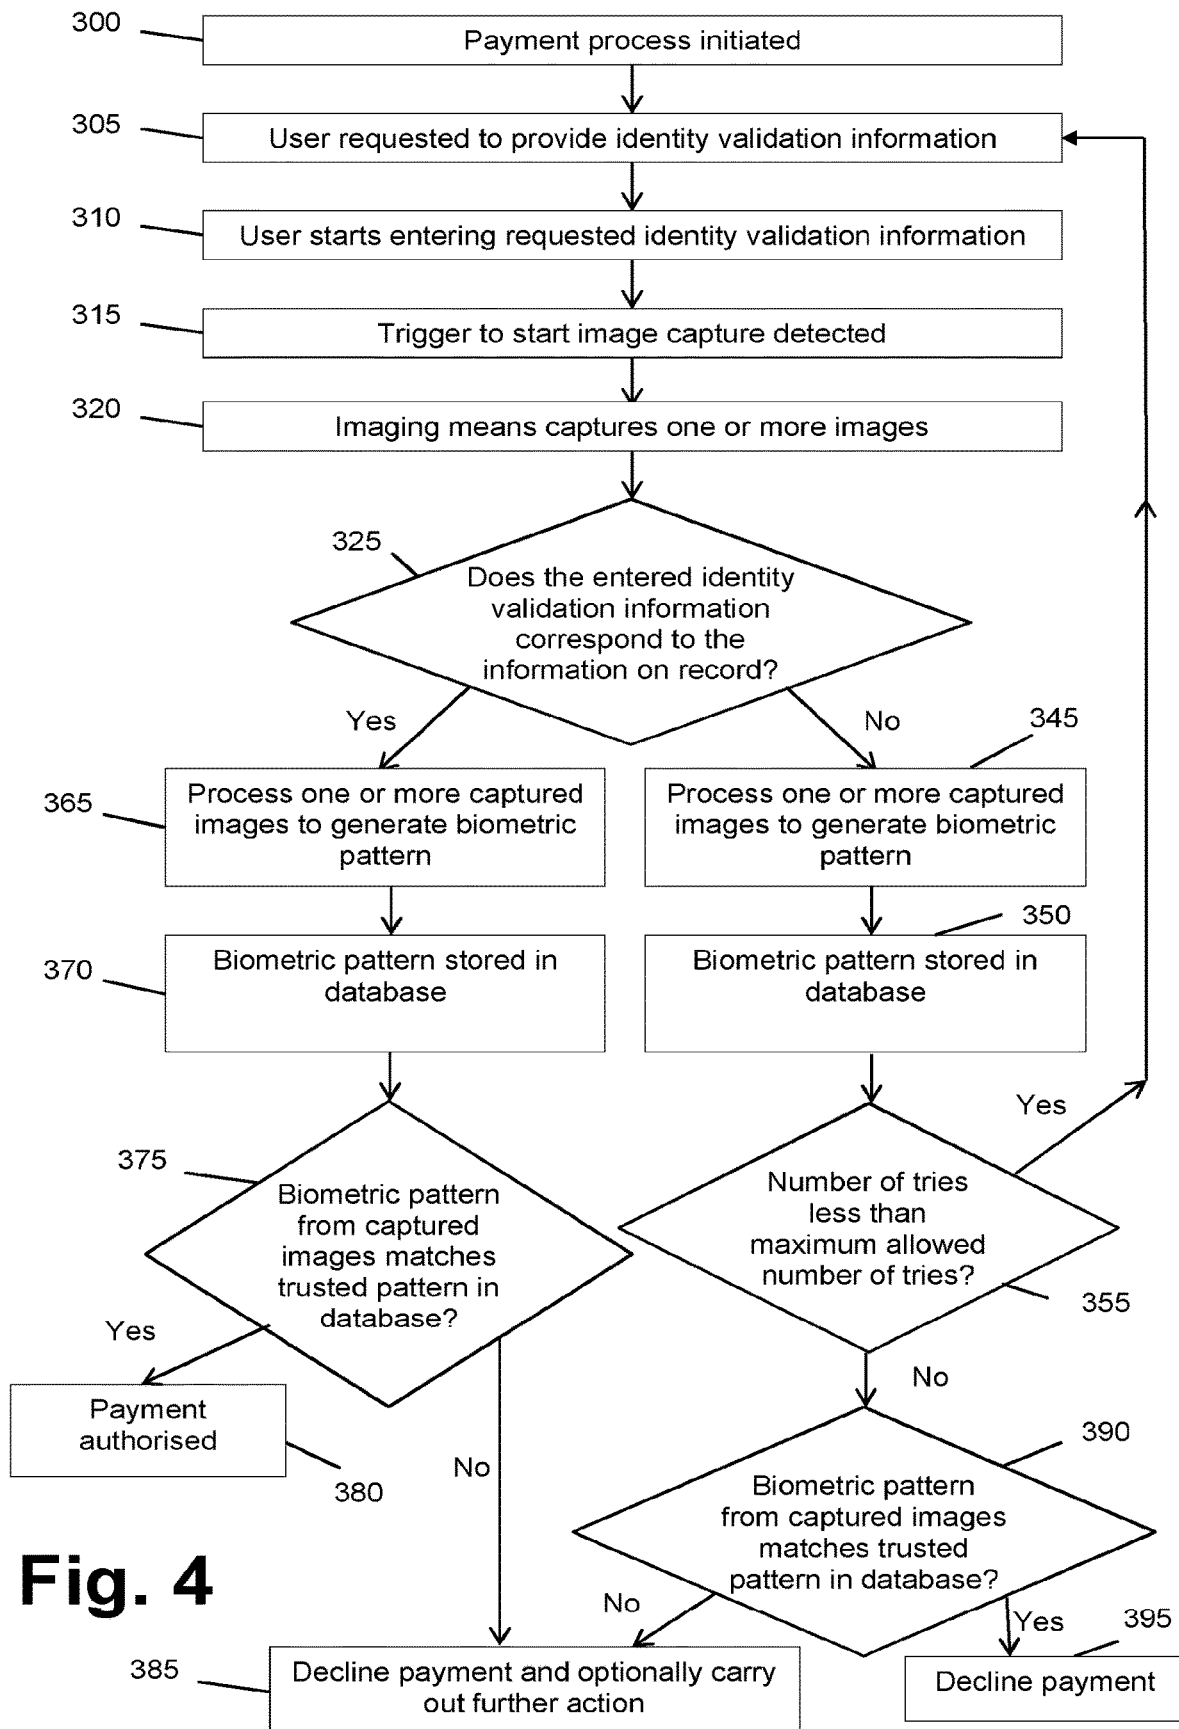 300
Payment process initiated
305
User requested to provide identity validation information
310
User starts entering requested identity validation information
315
Trigger to start image capture detected
320
Imaging means captures one or more images
325
Does the entered identity
validation information
correspond to the
information on record?
Yes
No
345
365
Process one or more captured
images to generate biometric
pattern
Process one or more captured
images to generate biometric
pattern
350
370
Biometric pattern stored in
database
Biometric pattern stored in
database
Yes
375
Biometric pattern
from captured
images matches
trusted pattern in
database?
Number of tries
less than
maximum allowed
number of tries?
355
Yes
No
Payment
authorised
380
No
390
Biometric pattern
from captured images
matches trusted
pattern in database?
Fig. 4
No
Yes
395
385
Decline payment and optionally carry
out further action
Decline payment